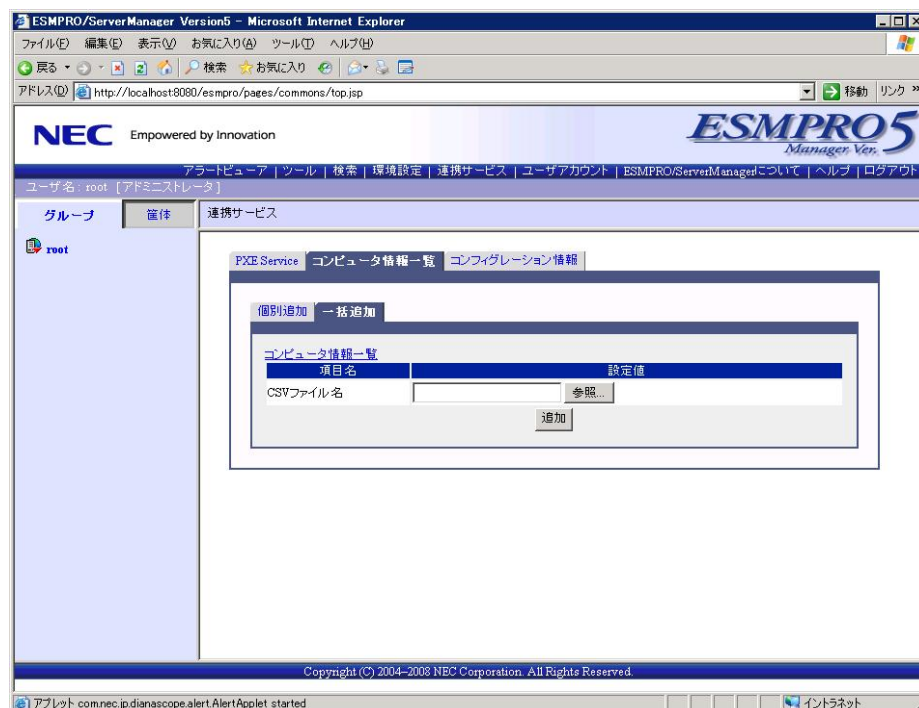 ESMPRO/ServerManager Version5 - Microsoft Internet Explorer
ファイル(F) 編集(E) 表示(V) お気に入り(A) ツール(T) ヘルプ(H)
戻る 検索 お気に入り
アドレス(D) http://localhost:8080/esmpro/pages/commons/top.jsp 移動 リンク »
NEC Empowered by Innovation ESMPRO5
Manager Ver.
アラートビューア | ツール | 検索 | 環境設定 | 連携サービス | ユーザアカウント | ESMPRO/ServerManagerについて | ヘルプ | ログアウト
ユーザ名 : root [アドミニストレータ]
グループ 筐体 連携サービス
root
PXE Service コンピュータ情報一覧 コンフィグレーション情報
個別追加 一括追加
コンピュータ情報一覧
項目名 設定値
CSVファイル名 参照...
追加
Copyright (C) 2004-2008 NEC Corporation. All Rights Reserved.
アプレット com.nec.jp.dianascope.alert.AlertApplet started イントラネット